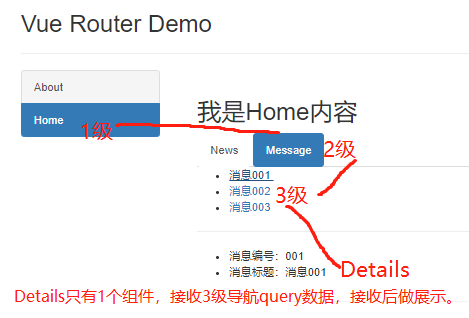 Vue Router Demo
About
Home
1级
我是Home内容
News
Message
2级
消息001
消息002
消息003
3级
消息编号：001
消息标题：消息001
Details
Details只有1个组件，接收3级导航query数据，接收后做展示。